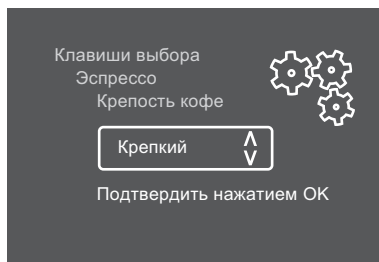 Клавиши выбора
Эспрессо
Крепость кофе
Крепкий
Подтвердить нажатием OK